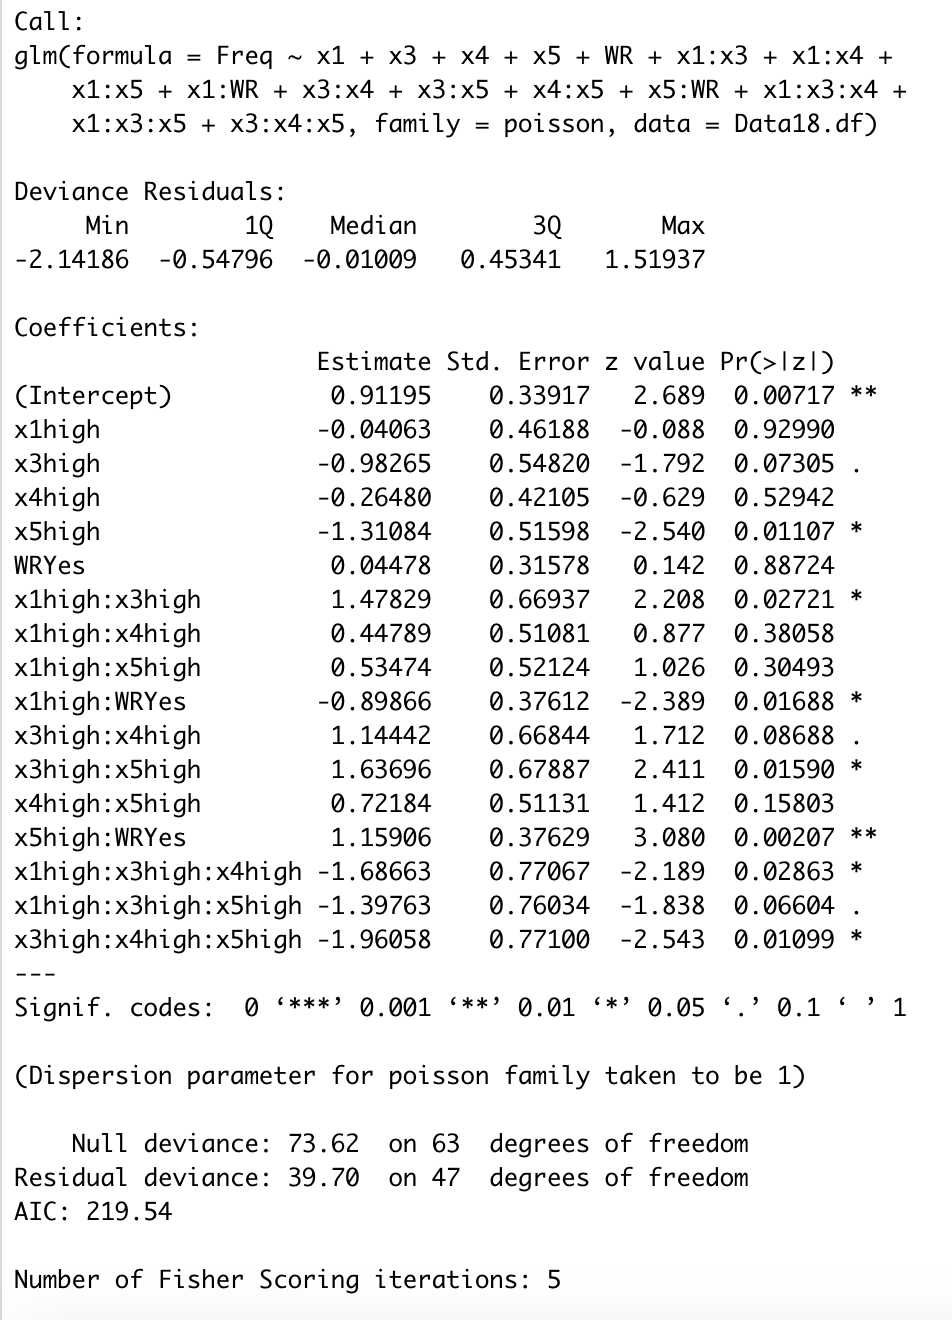 Call:
glm(formula = Freq ~ x1 + x3 + x4 + x5 + WR + x1:x3 + x1:x4 +
    x1:x5 + x1:WR + x3:x4 + x3:x5 + x4:x5 + x5:WR + x1:x3:x4 +
    x1:x3:x5 + x3:x4:x5, family = poisson, data = Data18.df)

Deviance Residuals:
     Min        1Q    Median        3Q       Max
-2.14186  -0.54796  -0.01009   0.45341   1.51937

Coefficients:
                     Estimate Std. Error z value Pr(>|z|)
(Intercept)           0.91195    0.33917   2.689  0.00717 **
x1high               -0.04063    0.46188  -0.088  0.92990
x3high               -0.98265    0.54820  -1.792  0.07305 .
x4high               -0.26480    0.42105  -0.629  0.52942
x5high               -1.31084    0.51598  -2.540  0.01107 *
WRYes                 0.04478    0.31578   0.142  0.88724
x1high:x3high         1.47829    0.66937   2.208  0.02721 *
x1high:x4high         0.44789    0.51081   0.877  0.38058
x1high:x5high         0.53474    0.52124   1.026  0.30493
x1high:WRYes         -0.89866    0.37612  -2.389  0.01688 *
x3high:x4high         1.14442    0.66844   1.712  0.08688 .
x3high:x5high         1.63696    0.67887   2.411  0.01590 *
x4high:x5high         0.72184    0.51131   1.412  0.15803
x5high:WRYes          1.15906    0.37629   3.080  0.00207 **
x1high:x3high:x4high -1.68663    0.77067  -2.189  0.02863 *
x1high:x3high:x5high -1.39763    0.76034  -1.838  0.06604 .
x3high:x4high:x5high -1.96058    0.77100  -2.543  0.01099 *
---
Signif. codes:  0 ‘***’ 0.001 ‘**’ 0.01 ‘*’ 0.05 ‘.’ 0.1 ‘ ’ 1

(Dispersion parameter for poisson family taken to be 1)

    Null deviance: 73.62  on 63  degrees of freedom
Residual deviance: 39.70  on 47  degrees of freedom
AIC: 219.54

Number of Fisher Scoring iterations: 5